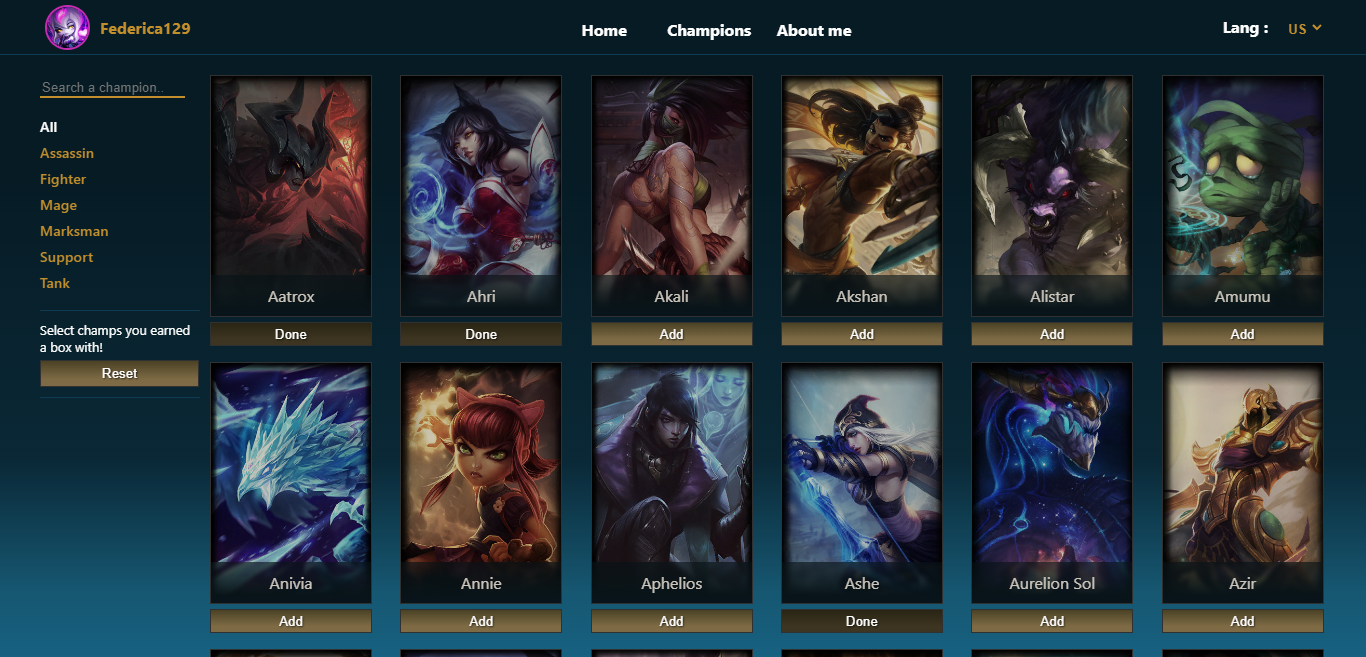 Federica129
Home Champions About me
Lang : US
Search a champion..
All
Assassin
Fighter
Mage
Marksman
Support
Tank
Select champs you earned
a box with!
Reset
Aatrox Ahri Akali Akshan Alistar Amumu
Done Done Add Add Add Add
Anivia Annie Aphelios Ashe Aurelion Sol Azir
Add Add Add Done Add Add